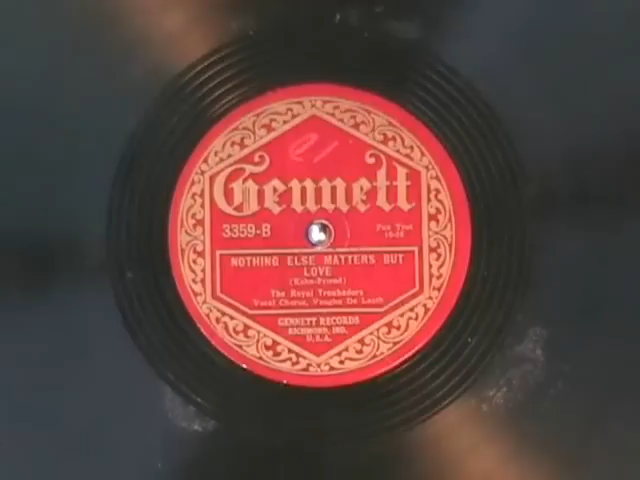 Gennett
3359-B
Fox Trot
NOTHING ELSE MATTERS BUT
LOVE
(Kahn-Friend)
The Royal Troubadors
Vocal Chorus, Vaughn De Leath
GENNETT RECORDS
RICHMOND, IND.
U.S.A.